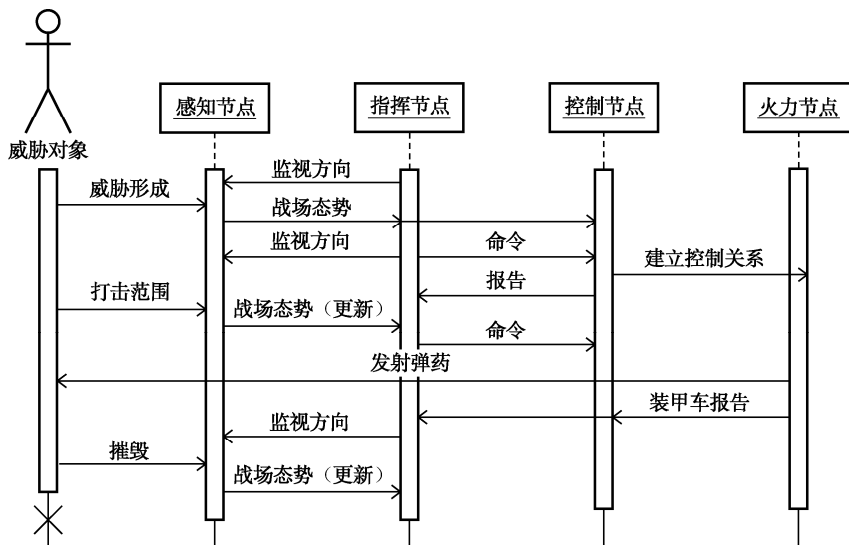 感知节点
指挥节点
控制节点
火力节点
威胁对象
监视方向
威胁形成
战场态势
监视方向
命令
建立控制关系
报告
打击范围
战场态势（更新）
命令
发射弹药
装甲车报告
监视方向
摧毁
战场态势（更新）